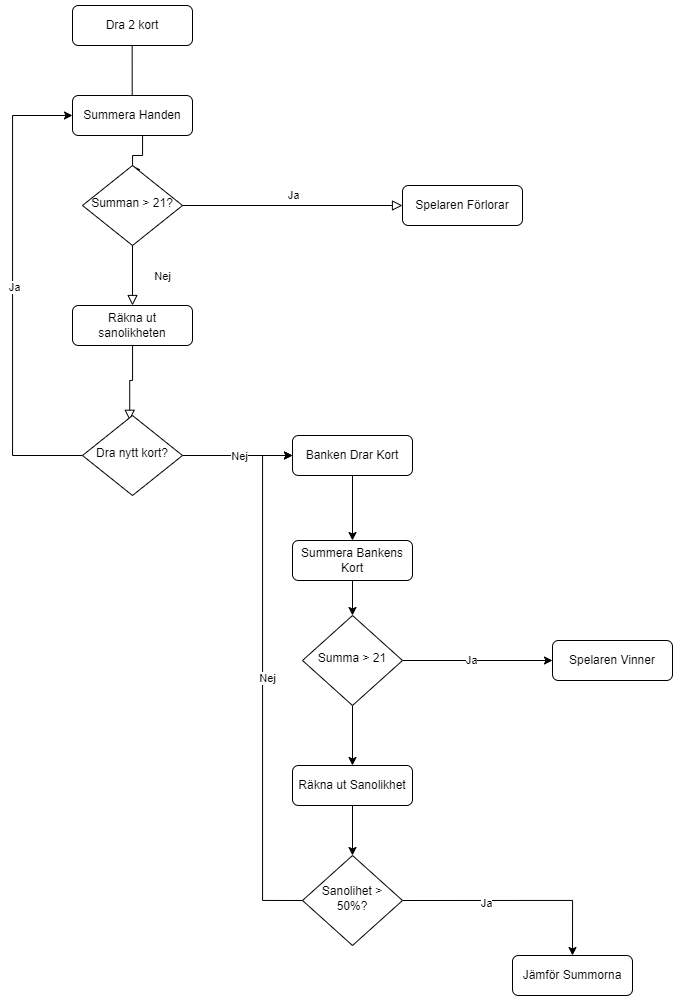 Dra 2 kort
Summera Handen
Summan > 21?
Ja
Spelaren Förlorar
Nej
Ja
Räkna ut
sanolikheten
Dra nytt kort?
Nej
Banken Drar Kort
Summera Bankens
Kort
Summa > 21
Ja
Spelaren Vinner
Nej
Räkna ut Sanolikhet
Sanolihet >
50%?
Ja
Jämför Summorna